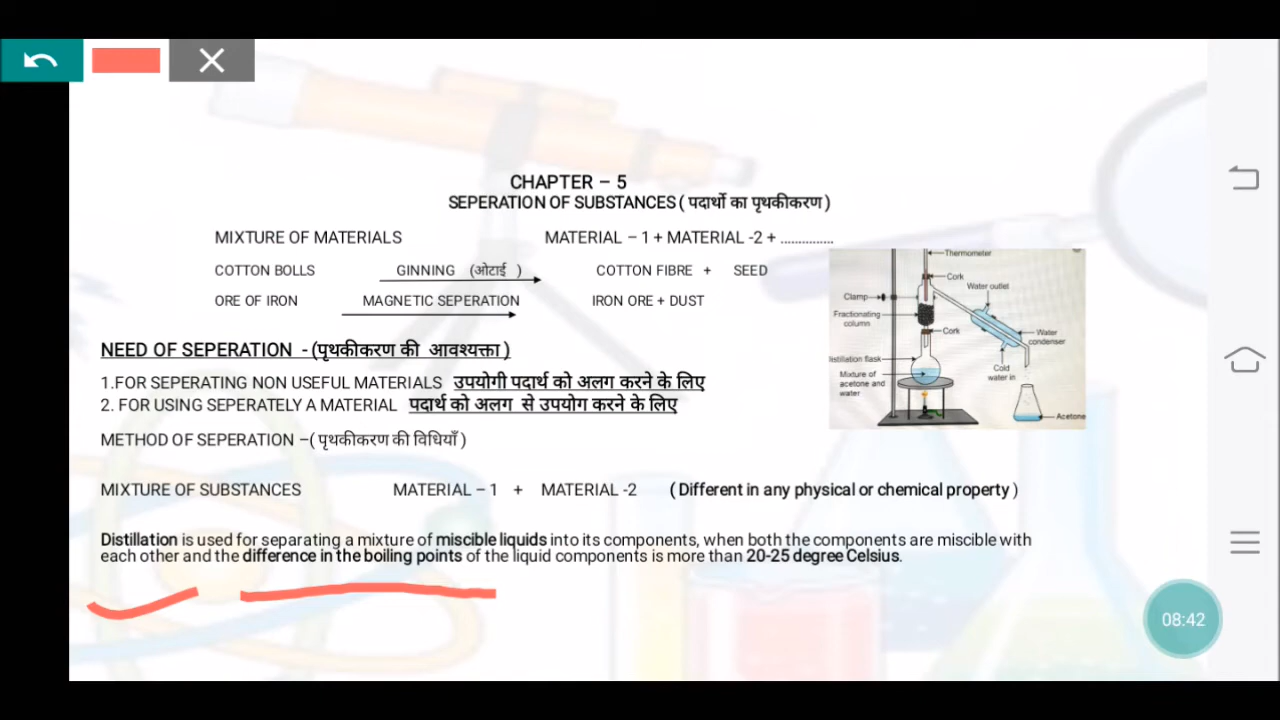 CHAPTER – 5
SEPERATION OF SUBSTANCES ( पदार्थो का पृथकीकरण )
MIXTURE OF MATERIALS MATERIAL – 1 + MATERIAL -2 + ..............
COTTON BOLLS GINNING (ओटाई ) COTTON FIBRE + SEED
ORE OF IRON MAGNETIC SEPERATION IRON ORE + DUST
Thermometer
Cork
Water outlet
Clamp
Fractionating
column
Cork
Water
condenser
Distillation flask
Cold
water in
Mixture of
acetone and
water
Acetone
NEED OF SEPERATION - (पृथकीकरण की आवश्यक्ता )
1.FOR SEPERATING NON USEFUL MATERIALS उपयोगी पदार्थ को अलग करने के लिए
2. FOR USING SEPERATELY A MATERIAL पदार्थ को अलग से उपयोग करने के लिए
METHOD OF SEPERATION –( पृथकीकरण की विधियाँ )
MIXTURE OF SUBSTANCES MATERIAL – 1 + MATERIAL -2 ( Different in any physical or chemical property )
Distillation is used for separating a mixture of miscible liquids into its components, when both the components are miscible with
each other and the difference in the boiling points of the liquid components is more than 20-25 degree Celsius.
08:42